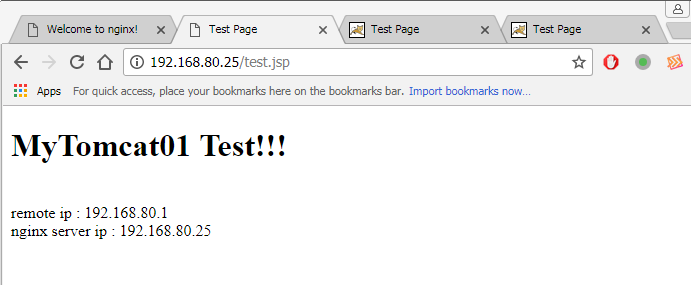 Welcome to nginx!
Test Page
Test Page
Test Page
192.168.80.25/test.jsp
Apps
For quick access, place your bookmarks here on the bookmarks bar. Import bookmarks now...
MyTomcat01 Test!!!
remote ip : 192.168.80.1
nginx server ip : 192.168.80.25